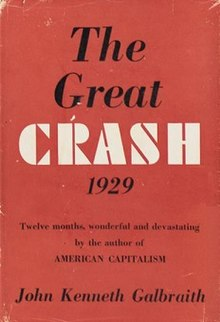 The
Great
CRASH
1929
Twelve months, wonderful and devastating
by the author of
AMERICAN CAPITALISM
John Kenneth Galbraith